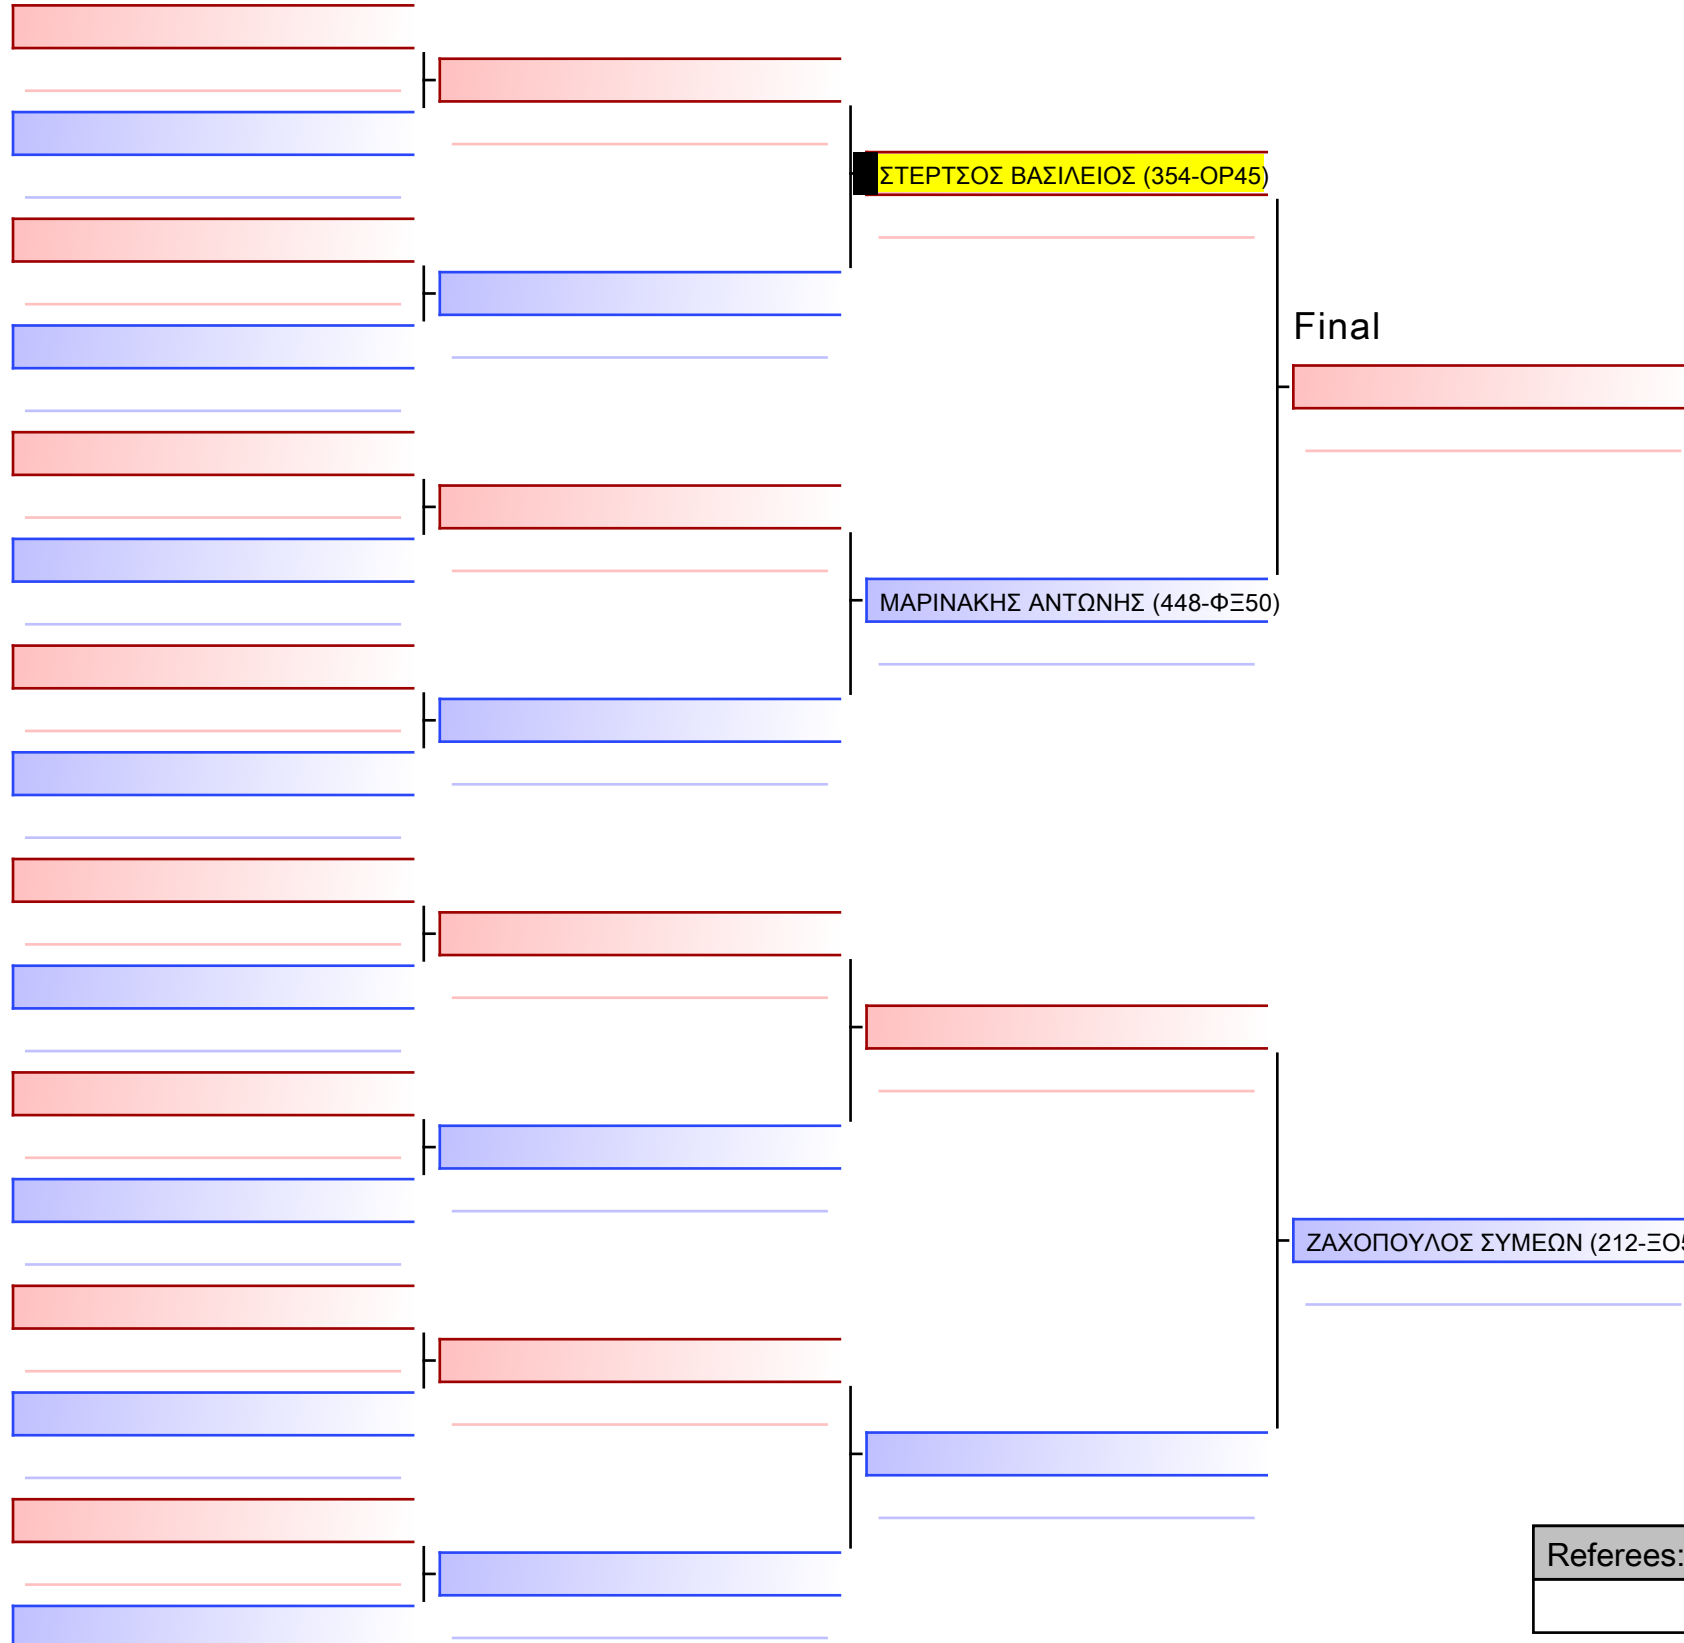 ΣΤΕΡΤΣΟΣ ΒΑΣΙΛΕΙΟΣ (354-ΟΡ45)
Final
ΜΑΡΙΝΑΚΗΣ ΑΝΤΩΝΗΣ (448-ΦΞ50)
ΖΑΧΟΠΟΥΛΟΣ ΣΥΜΕΩΝ
Referees: